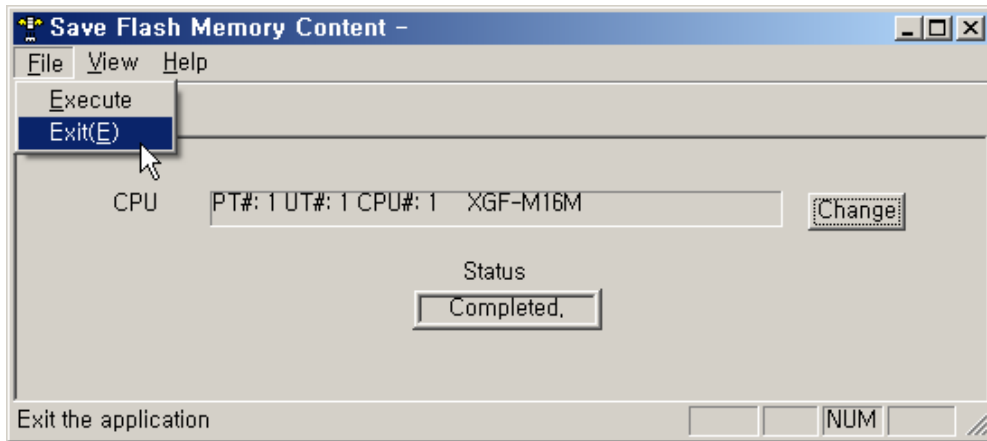 Save Flash Memory Content -
File View Help
Execute
Exit(E)
CPU PT#: 1 UT#: 1 CPU#: 1 XGF-M16M Change
Status
Completed.
Exit the application NUM